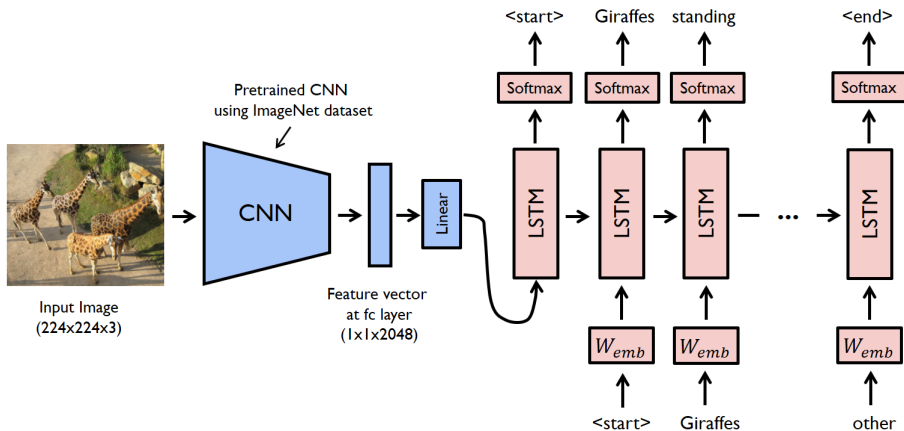 <start> Giraffes standing <end>
Softmax Softmax Softmax Softmax
Pretrained CNN
using ImageNet dataset
CNN
Linear
LSTM LSTM LSTM ... LSTM
Input Image
(224x224x3)
Feature vector
at fc layer
(1x1x2048)
W_emb W_emb W_emb
<start> Giraffes other